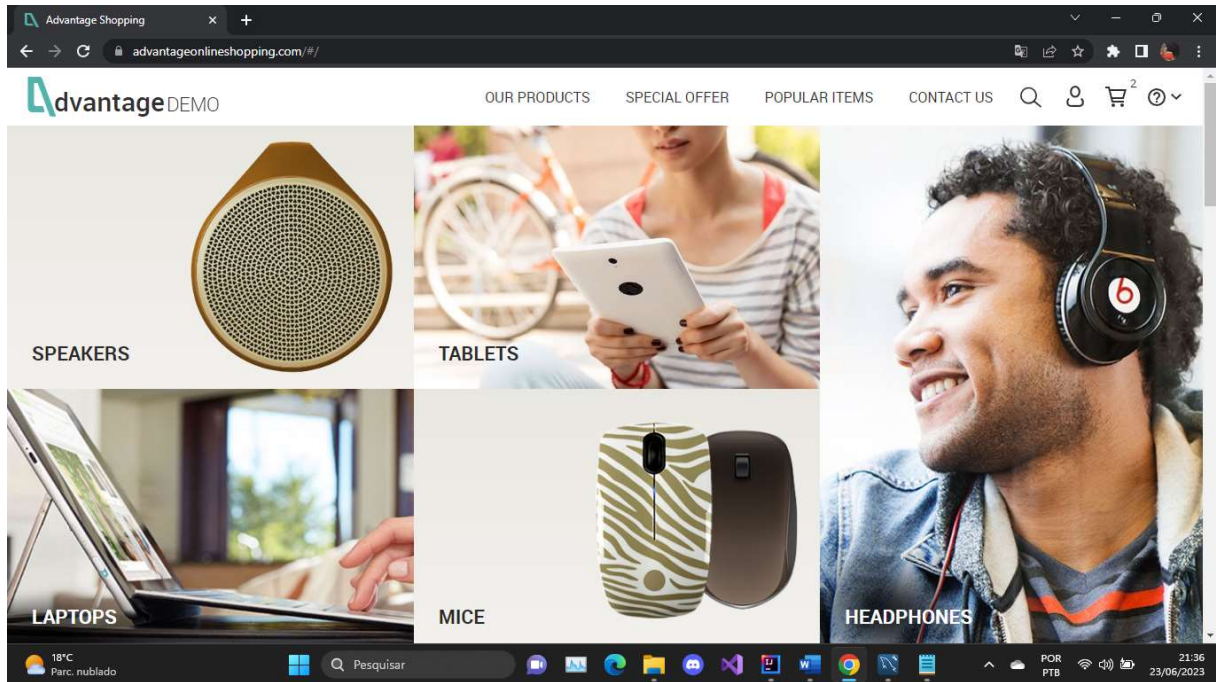 Advantage Shopping
advantageonlineshopping.com/#/
dvantage DEMO
OUR PRODUCTS SPECIAL OFFER POPULAR ITEMS CONTACT US 2
SPEAKERS
TABLETS
LAPTOPS
MICE
HEADPHONES
18°C
Parc. nublado
Pesquisar
POR
PTB
21:36
23/06/2023